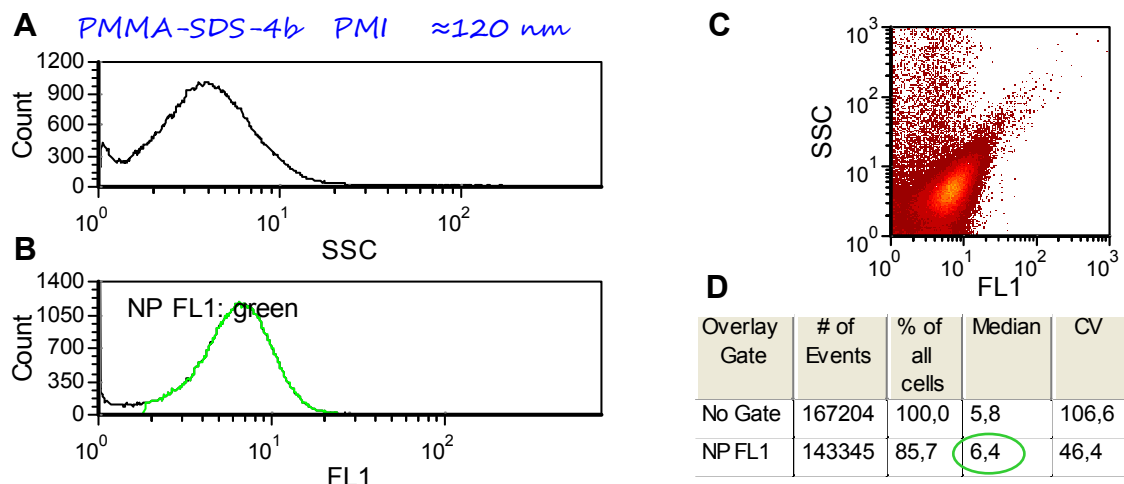 A PMMA-SDS-4b PMI ≈120 nm
1200
900
600
300
0
Count
10^0 10^1 10^2
SSC
B
1400
1050
700
350
0
Count
NP FL1: green
10^0 10^1 10^2
FL1
C
10^3
10^2
10^1
10^0
SSC
10^0 10^1 10^2 10^3
FL1
D
Overlay Gate # of Events % of all cells Median CV
No Gate 167204 100,0 5,8 106,6
NP FL1 143345 85,7 6,4 46,4